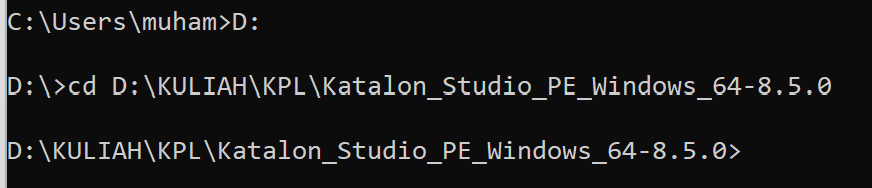 C:\Users\muham>D:
D:\>cd D:\KULIAH\KPL\Katalon_Studio_PE_Windows_64-8.5.0
D:\KULIAH\KPL\Katalon_Studio_PE_Windows_64-8.5.0>